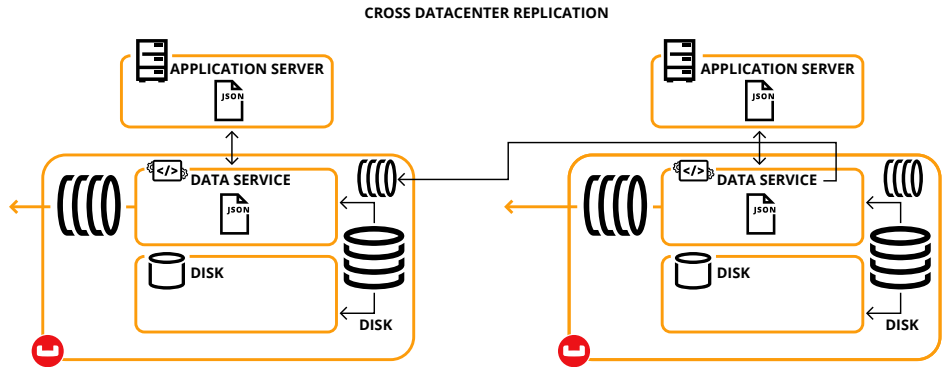 CROSS DATACENTER REPLICATION
APPLICATION SERVER
JSON
DATA SERVICE
JSON
DISK
DISK
APPLICATION SERVER
JSON
DATA SERVICE
JSON
DISK
DISK